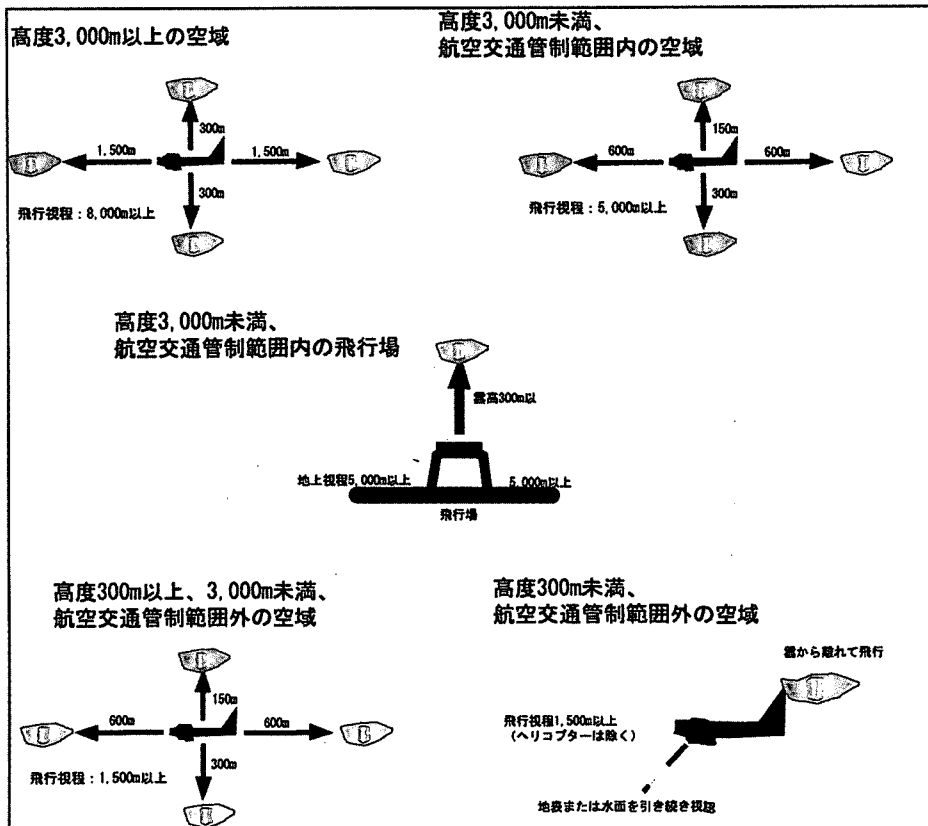 高度3,000m以上の空域
300m
1,500m
1,500m
300m
飛行視程：8,000m以上
高度3,000m未満、
航空交通管制範囲内の空域
150m
600m
600m
300m
飛行視程：5,000m以上
高度3,000m未満、
航空交通管制範囲内の飛行場
雲高300m以
地上視程5,000m以上
5,000m以上
飛行場
高度300m以上、3,000m未満、
航空交通管制範囲外の空域
150m
600m
600m
300m
飛行視程：1,500m以上
高度300m未満、
航空交通管制範囲外の空域
雲から離れて飛行
飛行視程1,500m以上
（ヘリコプターは除く）
地表または水面を引き続き視認